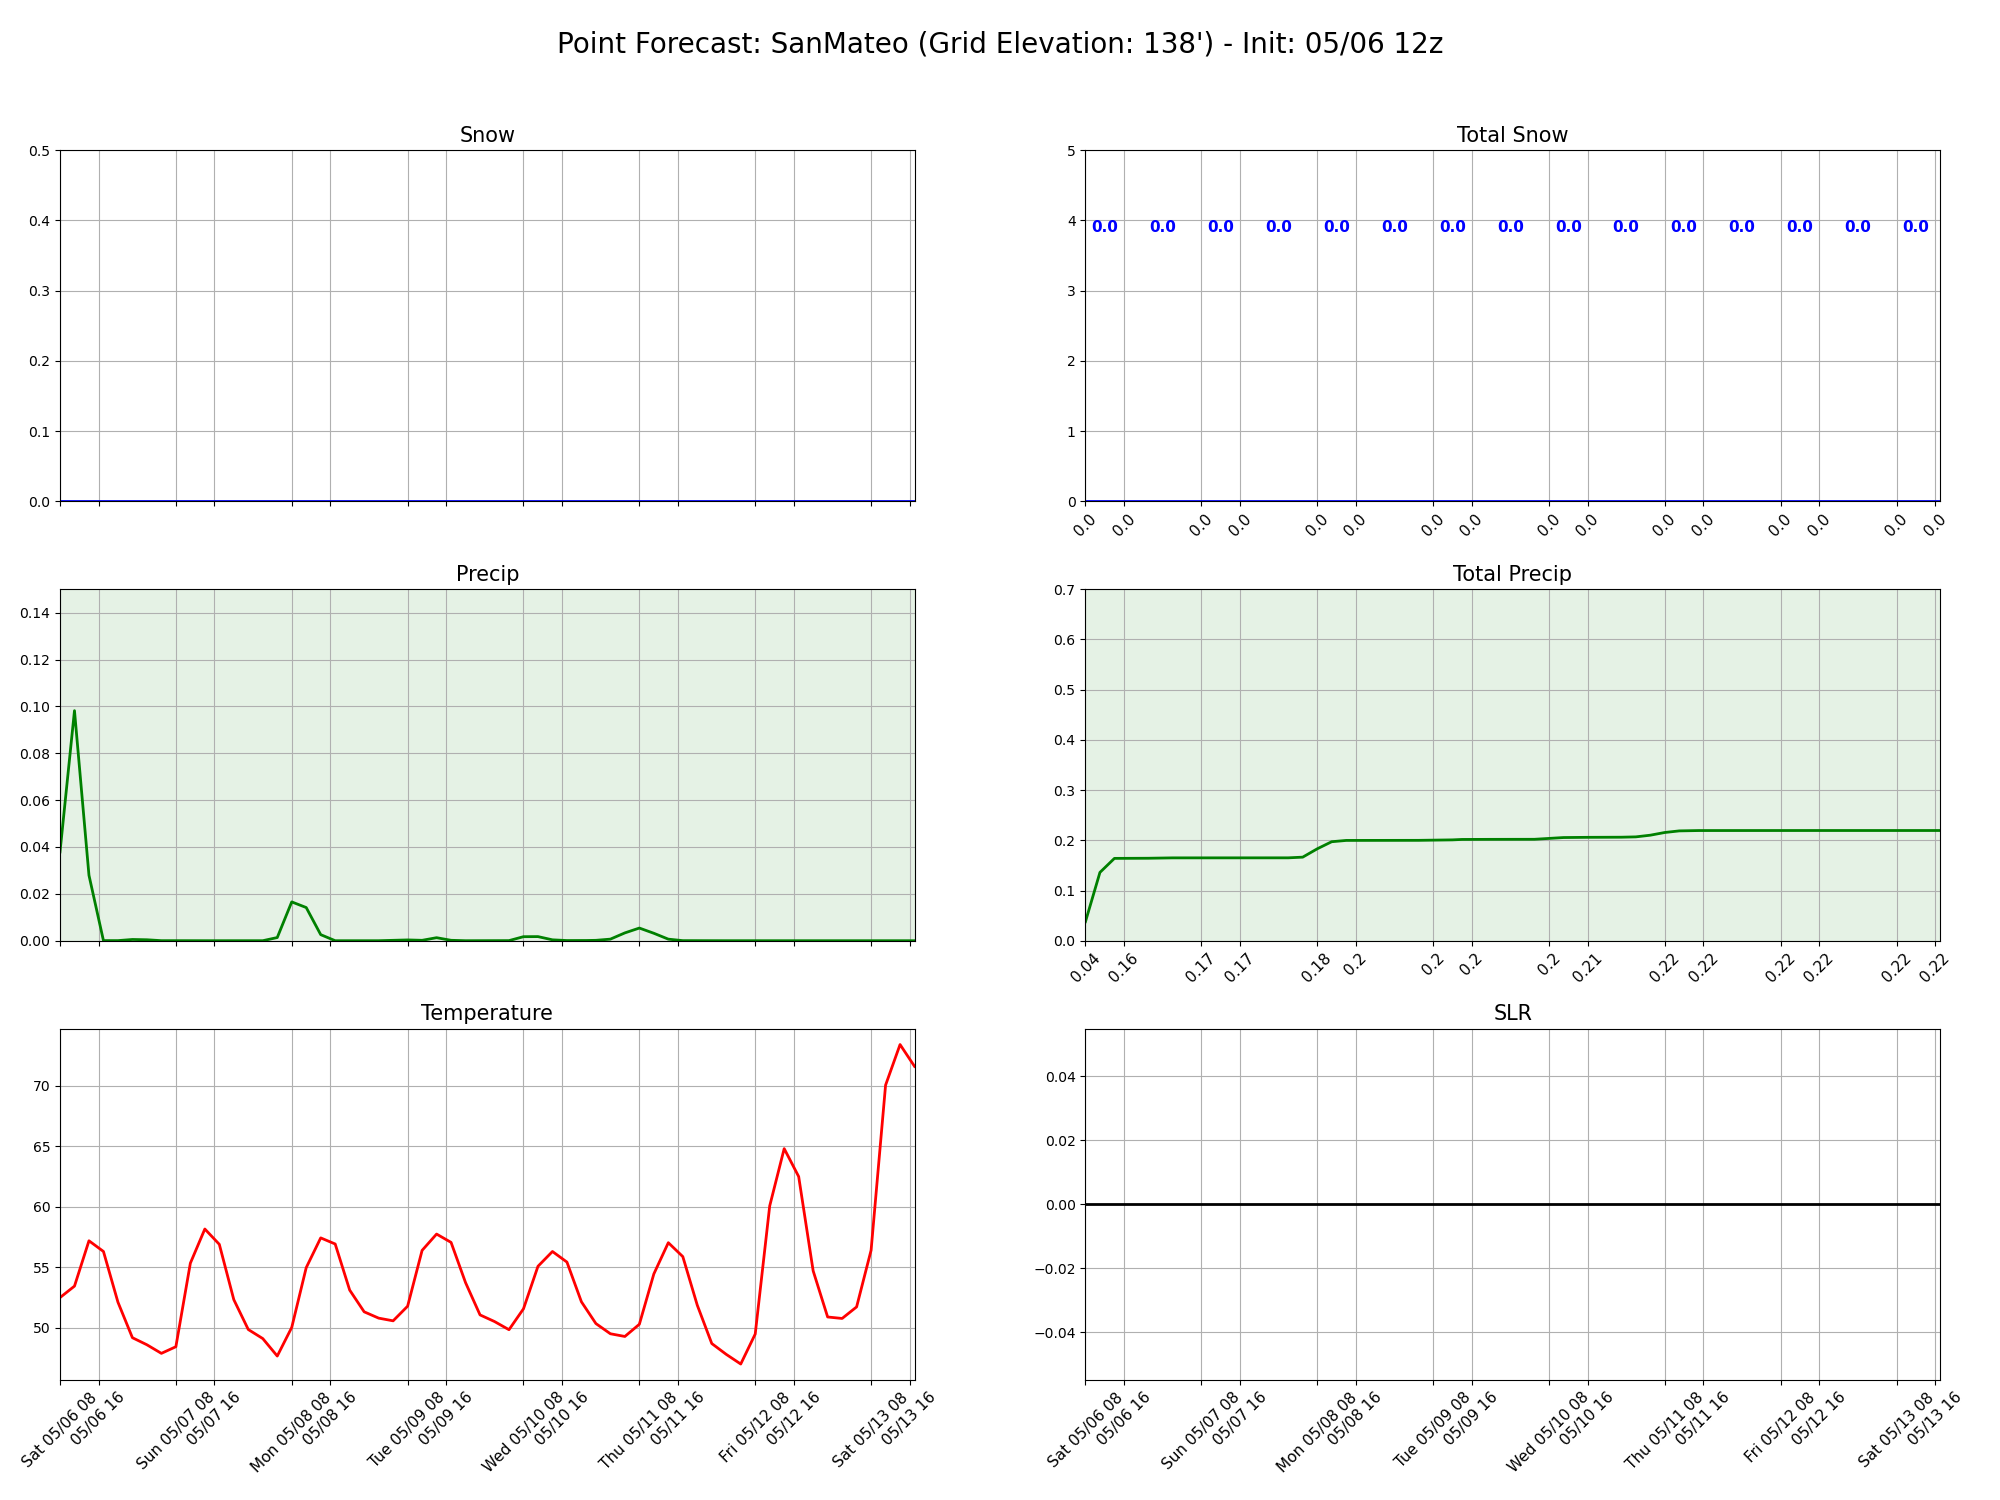 Point Forecast: SanMateo (Grid Elevation: 138') - Init: 05/06 12z
Snow
0.5
0.4
0.3
0.2
0.1
0.0
Total Snow
5
4
3
2
1
0
0.0 0.0 0.0 0.0 0.0 0.0 0.0 0.0 0.0 0.0 0.0 0.0 0.0 0.0 0.0
0.0 0.0 0.0 0.0 0.0 0.0 0.0 0.0 0.0 0.0 0.0 0.0 0.0 0.0 0.0 0.0
Precip
0.14
0.12
0.10
0.08
0.06
0.04
0.02
0.00
Total Precip
0.7
0.6
0.5
0.4
0.3
0.2
0.1
0.0
0.04 0.16 0.17 0.17 0.18 0.2 0.2 0.2 0.2 0.21 0.22 0.22 0.22 0.22 0.22 0.22
Temperature
70
65
60
55
50
Sat 05/06 08
05/06 16
Sun 05/07 08
05/07 16
Mon 05/08 08
05/08 16
Tue 05/09 08
05/09 16
Wed 05/10 08
05/10 16
Thu 05/11 08
05/11 16
Fri 05/12 08
05/12 16
Sat 05/13 08
05/13 16
SLR
0.04
0.02
0.00
−0.02
−0.04
Sat 05/06 08
05/06 16
Sun 05/07 08
05/07 16
Mon 05/08 08
05/08 16
Tue 05/09 08
05/09 16
Wed 05/10 08
05/10 16
Thu 05/11 08
05/11 16
Fri 05/12 08
05/12 16
Sat 05/13 08
05/13 16